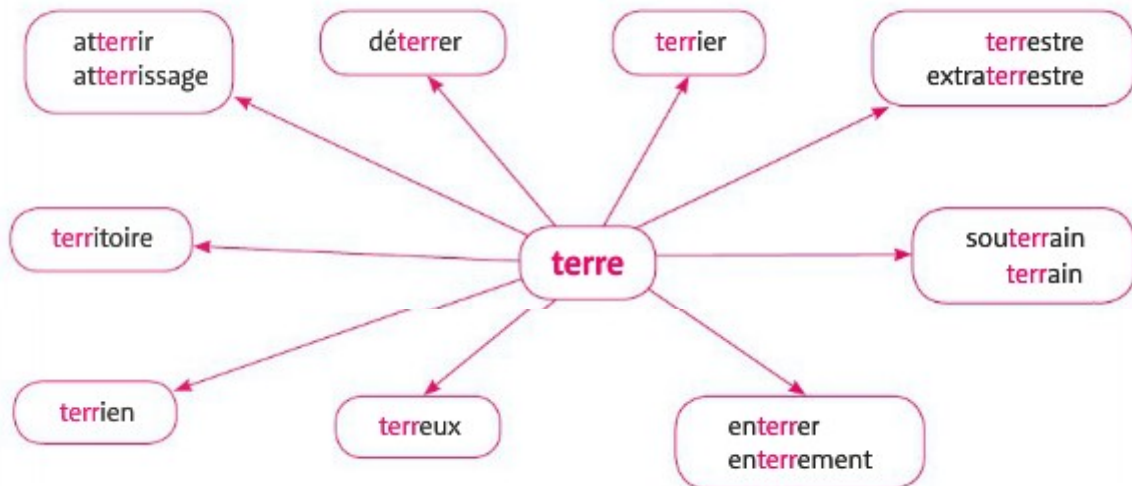 atterrir
atterrissage
déterrer
terrier
terrestre
extraterrestre
territoire
terre
souterrain
terrain
terrien
terreux
enterrer
enterrement